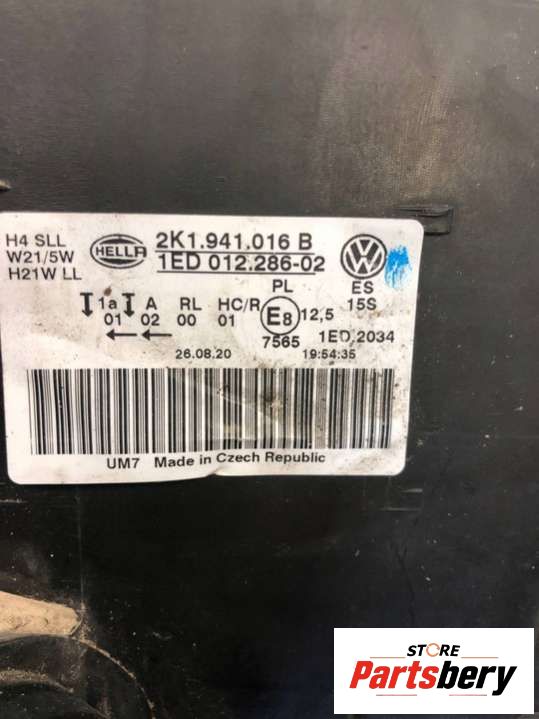 H4 SLL
W21/5W
H21W LL
HELLA
2K1.941.016 B
1ED 012.286-02
VW
PL
ES
15S
1a A RL HC/R E8 12,5
01 02 00 01
7565 1ED.2034
26.08.20 19:54:35
UM7 Made in Czech Republic
STORE
Partsbery